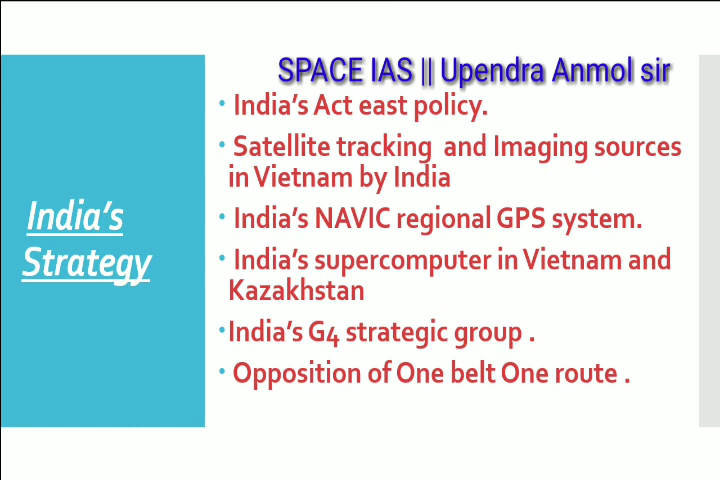 SPACE IAS || Upendra Anmol sir
India's
Strategy
• India's Act east policy.
• Satellite tracking and Imaging sources
in Vietnam by India
• India's NAVIC regional GPS system.
• India's supercomputer in Vietnam and
Kazakhstan
•India's G4 strategic group .
• Opposition of One belt One route .